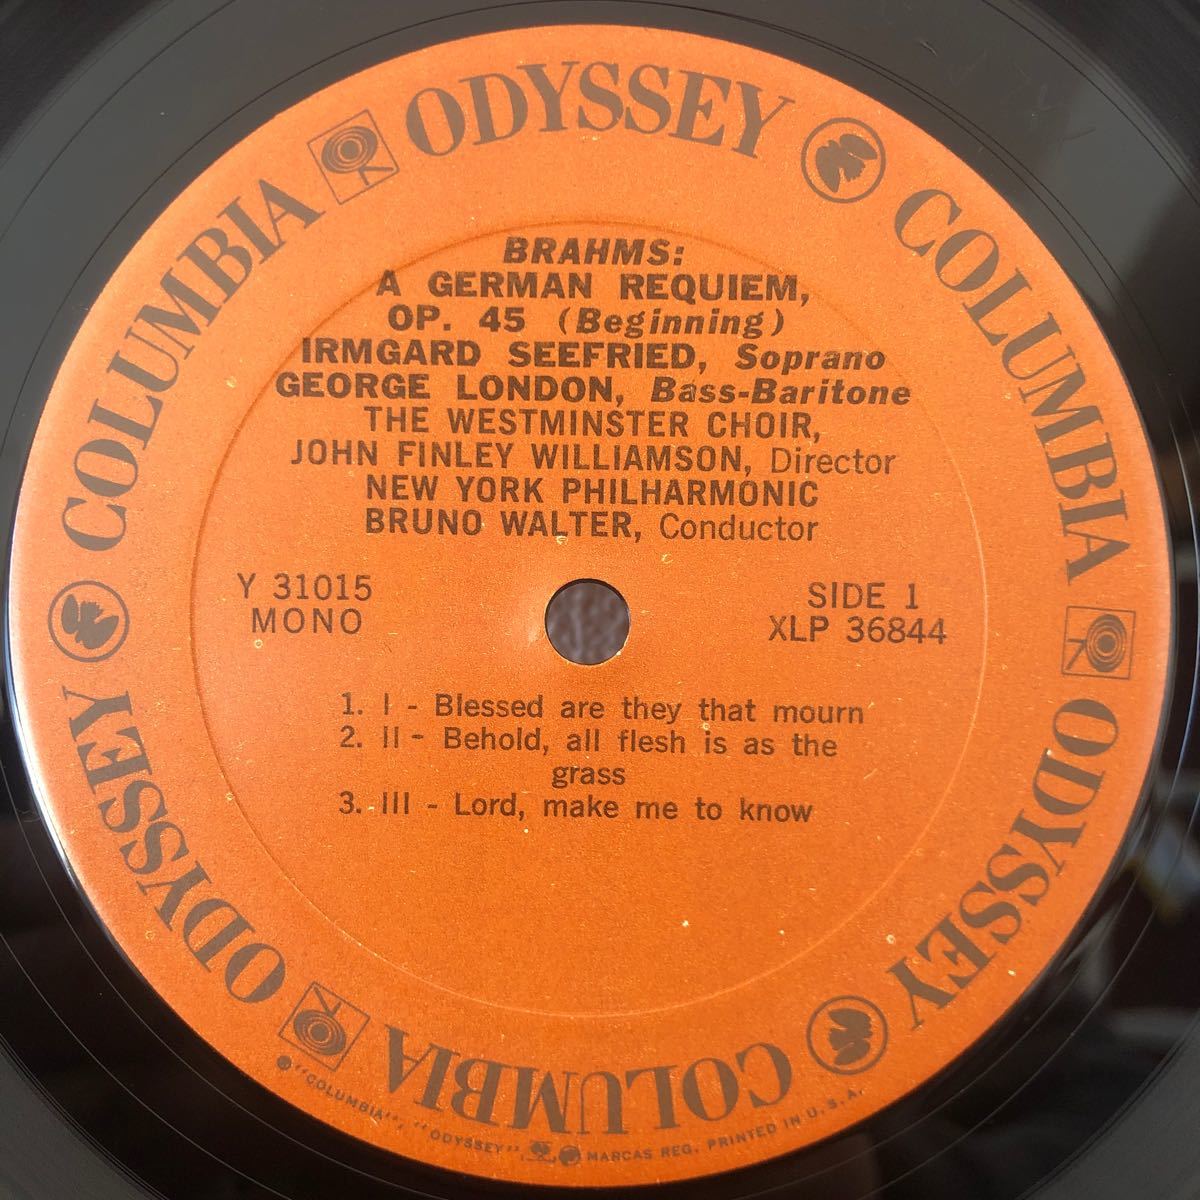 COLUMBIA ODYSSEY COLUMBIA ODYSSEY COLUMBIA ODYSSEY
BRAHMS:
A GERMAN REQUIEM,
OP. 45 (Beginning)
IRMGARD SEEFRIED, Soprano
GEORGE LONDON, Bass-Baritone
THE WESTMINSTER CHOIR,
JOHN FINLEY WILLIAMSON, Director
NEW YORK PHILHARMONIC
BRUNO WALTER, Conductor
Y 31015
MONO
SIDE 1
XLP 36844
1. I - Blessed are they that mourn
2. II - Behold, all flesh is as the
grass
3. III - Lord, make me to know
"COLUMBIA", "ODYSSEY", MARCAS REG. PRINTED IN U.S.A.